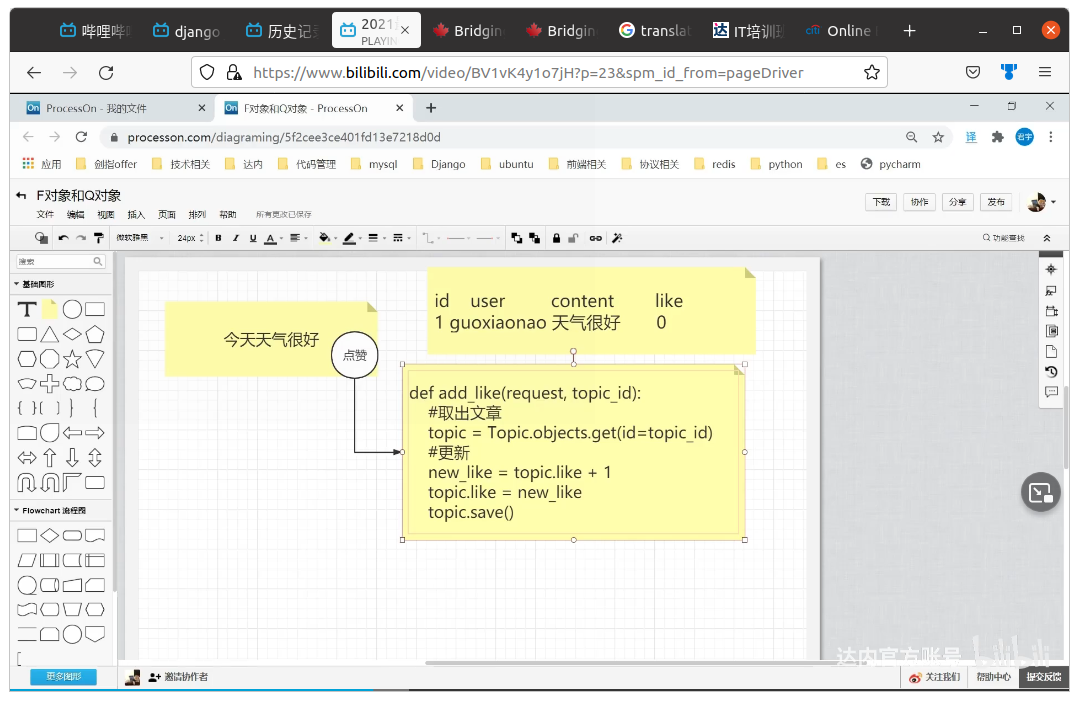 哔哩哔哩
django
历史记录
2021
PLAYIN
Bridgin
Bridgin
translat
IT培训班
Online
https://www.bilibili.com/video/BV1vK4y1o7jH?p=23&spm_id_from=pageDriver
ProcessOn - 我的文件
F对象和Q对象 - ProcessOn
processon.com/diagraming/5f2cee3ce401fd13e7218d0d
译
君宇
应用
剑指offer
技术相关
达内
代码管理
mysql
Django
ubuntu
前端相关
协议相关
redis
python
es
pycharm
F对象和Q对象
文件 编辑 视图 插入 页面 排列 帮助 所有更改已保存
下载 协作 分享 发布
微软雅黑 24px B I U A
功能查找
搜索
基础图形
T
今天天气很好
点赞
id user content like
1 guoxiaonao 天气很好 0
def add_like(request, topic_id):
#取出文章
topic = Topic.objects.get(id=topic_id)
#更新
new_like = topic.like + 1
topic.like = new_like
topic.save()
Flowchart 流程图
更多图形
邀请协作者
达内官方账号 bilibili
关注我们 帮助中心 提交反馈